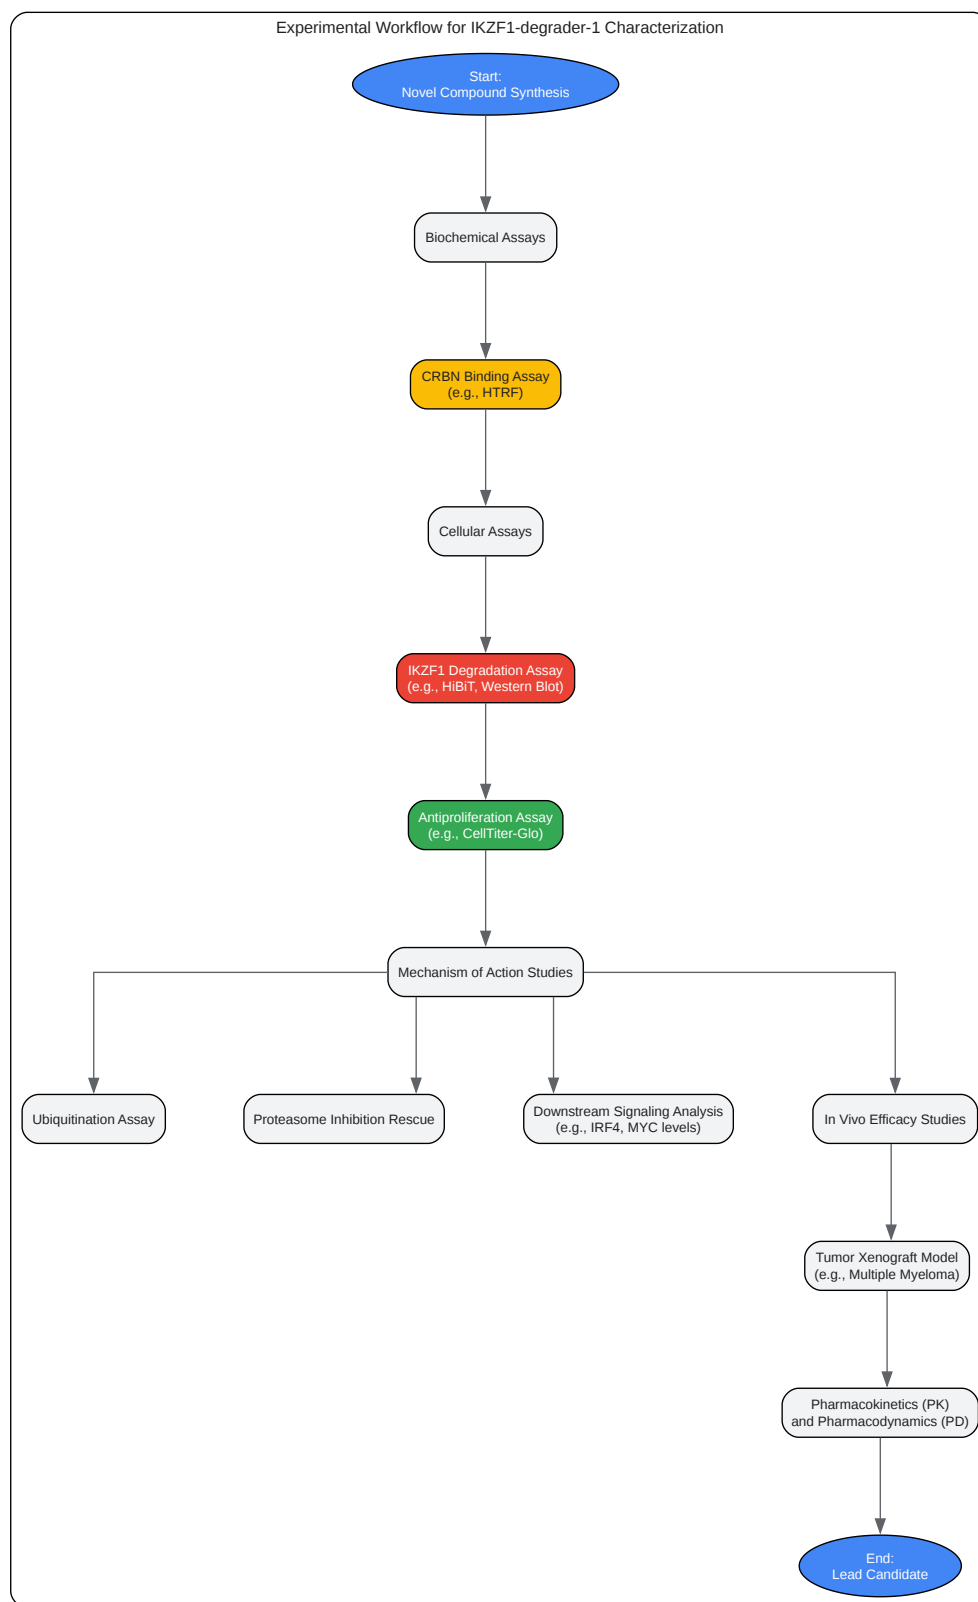 Experimental Workflow for IKZF1-degrader-1 Characterization
Start:
Novel Compound Synthesis
Biochemical Assays
CRBN Binding Assay
(e.g., HTRF)
Cellular Assays
IKZF1 Degradation Assay
(e.g., HiBiT, Western Blot)
Antiproliferation Assay
(e.g., CellTiter-Glo)
Mechanism of Action Studies
Ubiquitination Assay
Proteasome Inhibition Rescue
Downstream Signaling Analysis
(e.g., IRF4, MYC levels)
In Vivo Efficacy Studies
Tumor Xenograft Model
(e.g., Multiple Myeloma)
Pharmacokinetics (PK)
and Pharmacodynamics (PD)
End:
Lead Candidate